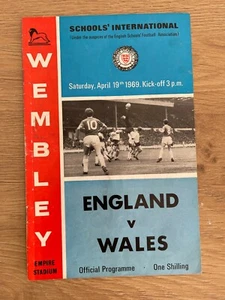 SCHOOLS' INTERNATIONAL
(Under the auspices of the English Schools' Football Association)
Saturday, April 19th 1969. Kick-off 3 p.m.
WEMBLEY
EMPIRE
STADIUM
10
ENGLAND
v
WALES
Official Programme · One Shilling